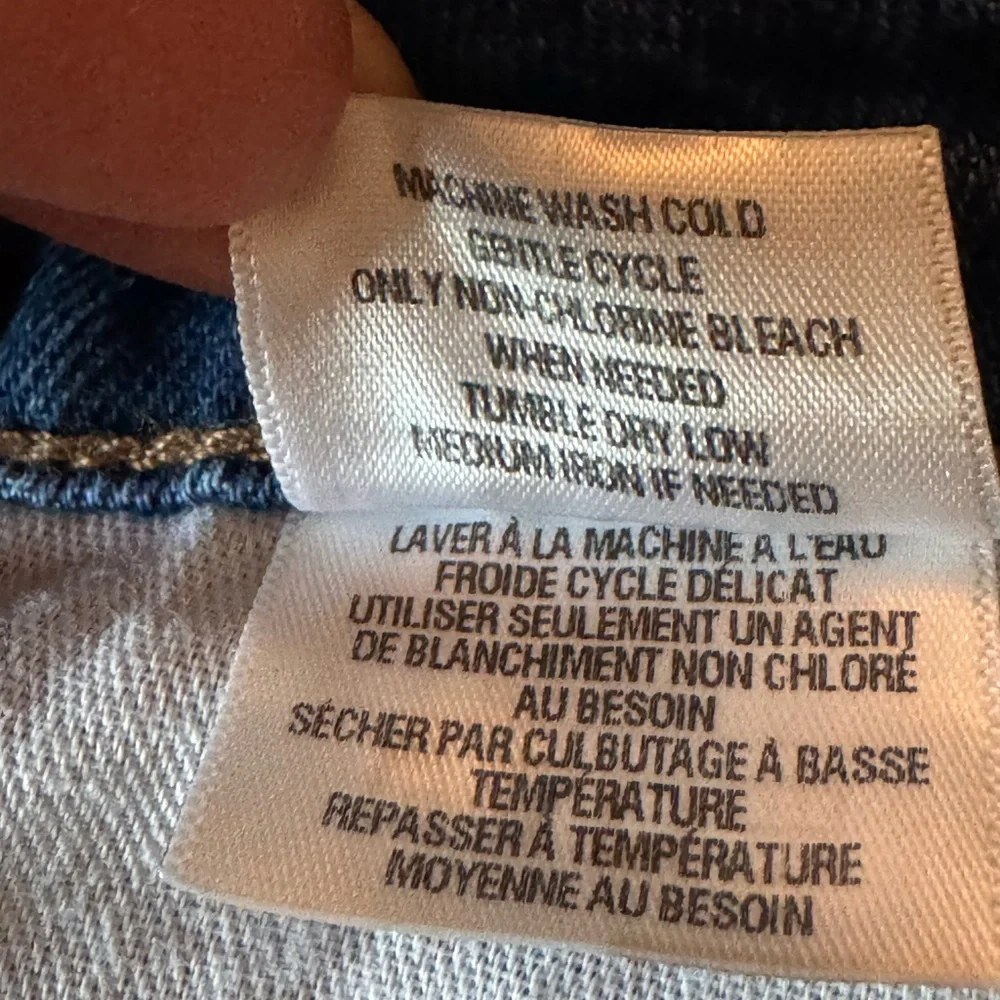 MACHINE WASH COLD
GENTLE CYCLE
ONLY NON-CHLORINE BLEACH
WHEN NEEDED
TUMBLE DRY LOW
MEDIUM IRON IF NEEDED
LAVER À LA MACHINE A L'EAU
FROIDE CYCLE DÉLICAT
UTILISER SEULEMENT UN AGENT
DE BLANCHIMENT NON CHLORÉ
AU BESOIN
SÉCHER PAR CULBUTAGE À BASSE
TEMPÉRATURE
REPASSER À TEMPÉRATURE
MOYENNE AU BESOIN